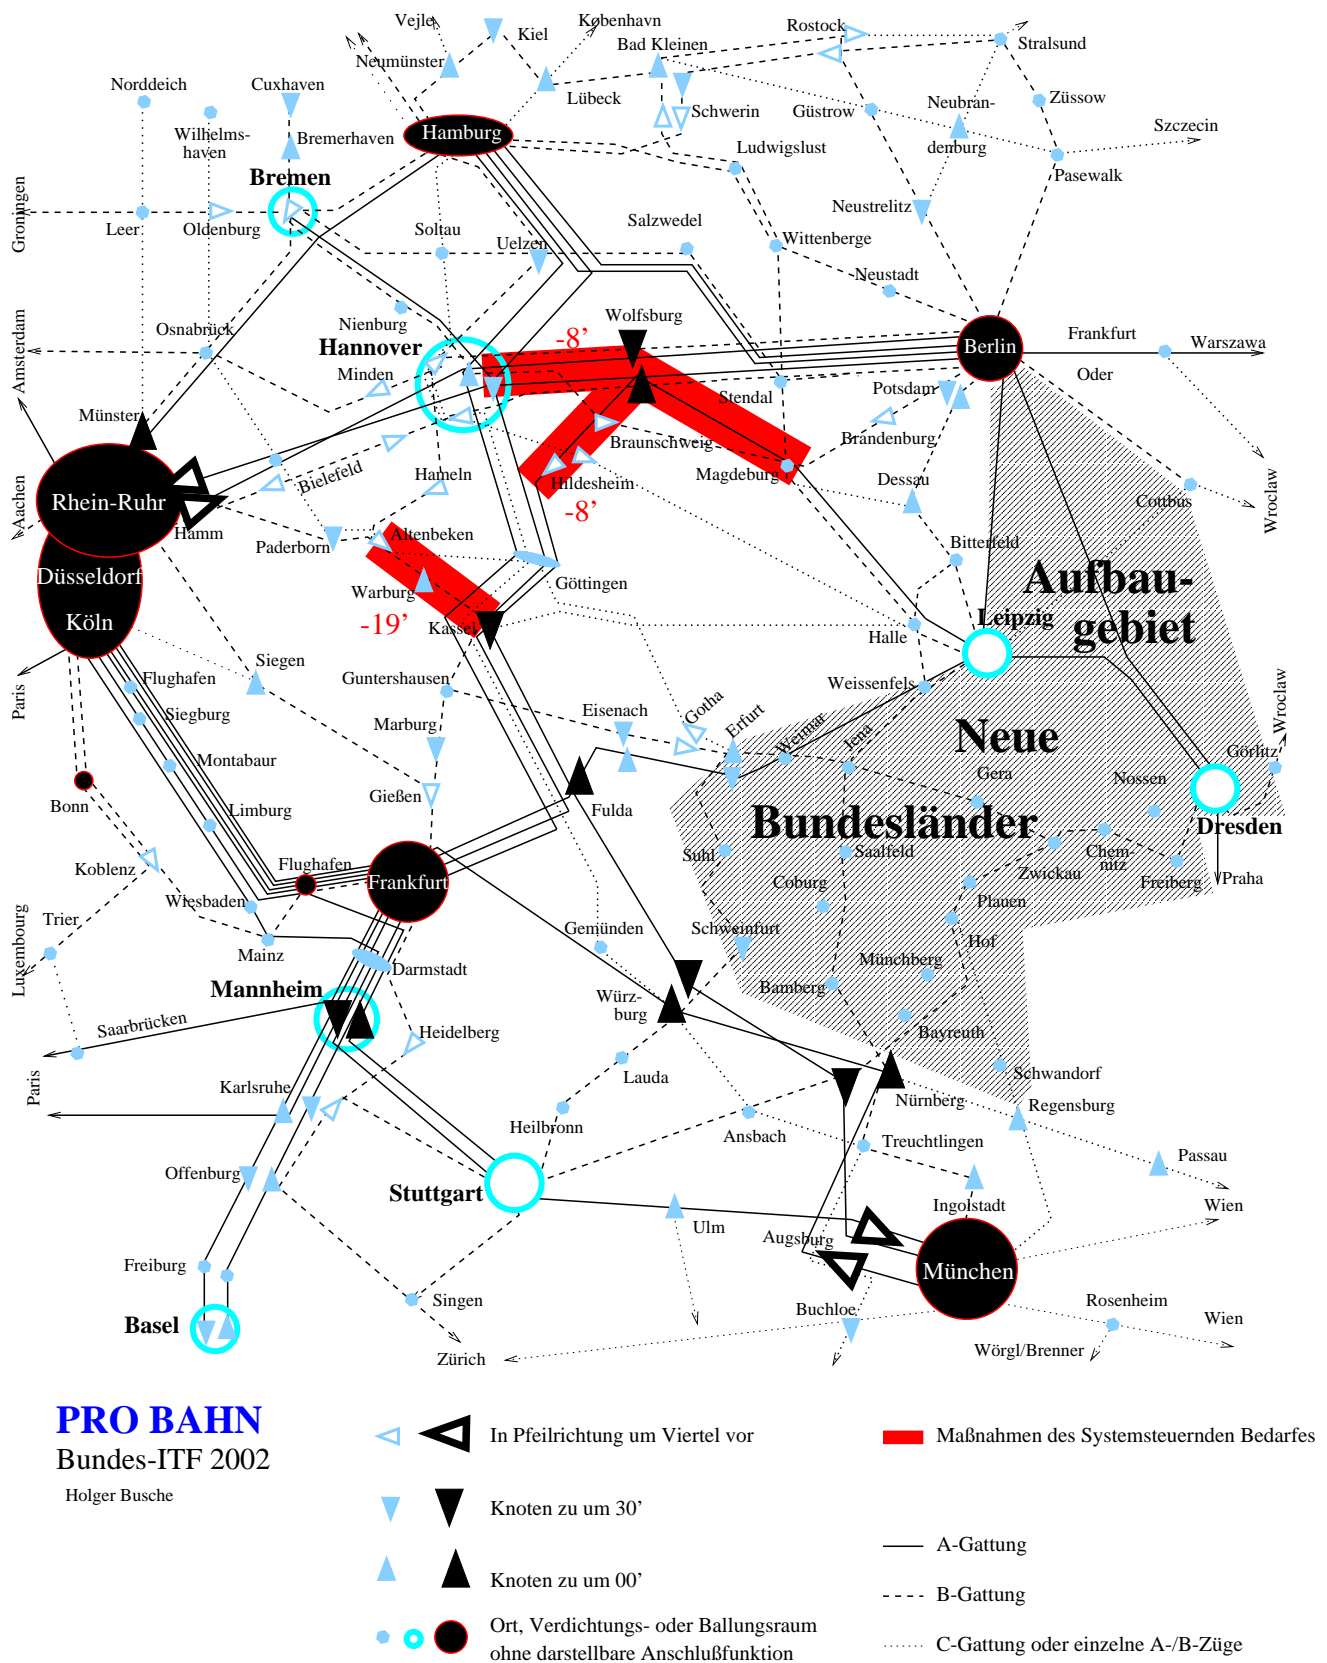 Vejle
Kiel
København
Rostock
Bad Kleinen
Stralsund
Neumünster
Norddeich
Cuxhaven
Lübeck
Schwerin
Güstrow
Neubran-
denburg
Züssow
Wilhelms-
haven
Bremerhaven
Hamburg
Szczecin
Ludwigslust
Pasewalk
Bremen
Groningen
Leer
Oldenburg
Soltau
Uelzen
Salzwedel
Neustrelitz
Wittenberge
Neustadt
Amsterdam
Osnabrück
Nienburg
Hannover
Wolfsburg
-8'
Berlin
Frankfurt
Oder
Warszawa
Minden
Stendal
Potsdam
Münster
Braunschweig
Brandenburg
Bielefeld
Hameln
Hildesheim
Magdeburg
Dessau
Cottbus
Wroclaw
Aachen
Rhein-Ruhr
-8'
Hamm
Paderborn
Altenbeken
Bitterfeld
Düsseldorf
Göttingen
Aufbau-
gebiet
Warburg
Köln
-19'
Kassel
Halle
Leipzig
Siegen
Paris
Flughafen
Guntershausen
Weissenfels
Siegburg
Marburg
Eisenach
Gotha
Erfurt
Weimar
Jena
Neue
Wroclaw
Görlitz
Montabaur
Gießen
Gera
Nossen
Bonn
Limburg
Fulda
Bundesländer
Dresden
Koblenz
Flughafen
Frankfurt
Suhl
Saalfeld
Zwickau
Chem-
nitz
Freiberg
Praha
Wiesbaden
Coburg
Plauen
Trier
Luxembourg
Mainz
Gemünden
Schweinfurt
Hof
Darmstadt
Münchberg
Mannheim
Würz-
burg
Bamberg
Saarbrücken
Heidelberg
Bayreuth
Paris
Karlsruhe
Lauda
Nürnberg
Schwandorf
Regensburg
Heilbronn
Ansbach
Treuchtlingen
Passau
Offenburg
Stuttgart
Ingolstadt
Wien
Ulm
Augsburg
Freiburg
München
Basel
Singen
Buchloe
Rosenheim
Wien
Zürich
Wörgl/Brenner
PRO BAHN
Bundes-ITF 2002
Holger Busche
In Pfeilrichtung um Viertel vor
Maßnahmen des Systemsteuernden Bedarfes
Knoten zu um 30'
A-Gattung
Knoten zu um 00'
B-Gattung
Ort, Verdichtungs- oder Ballungsraum
ohne darstellbare Anschlußfunktion
C-Gattung oder einzelne A-/B-Züge